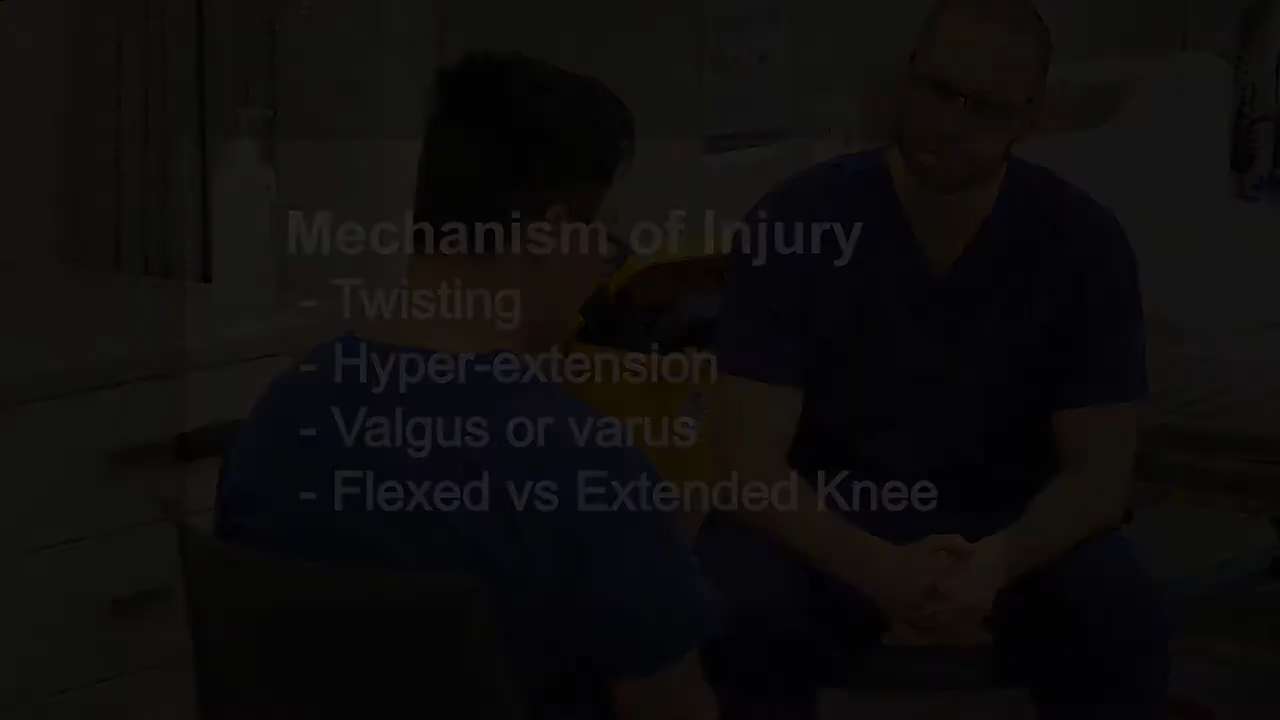 Mechanism of Injury
- Twisting
- Hyper-extension
- Valgus or varus
- Flexed vs Extended Knee